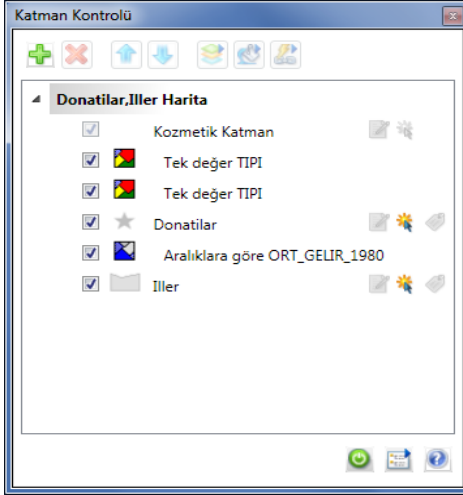 Katman Kontrolü
Donatilar,Iller Harita
Kozmetik Katman
Tek değer TIPI
Tek değer TIPI
Donatilar
Aralıklara göre ORT_GELIR_1980
Iller